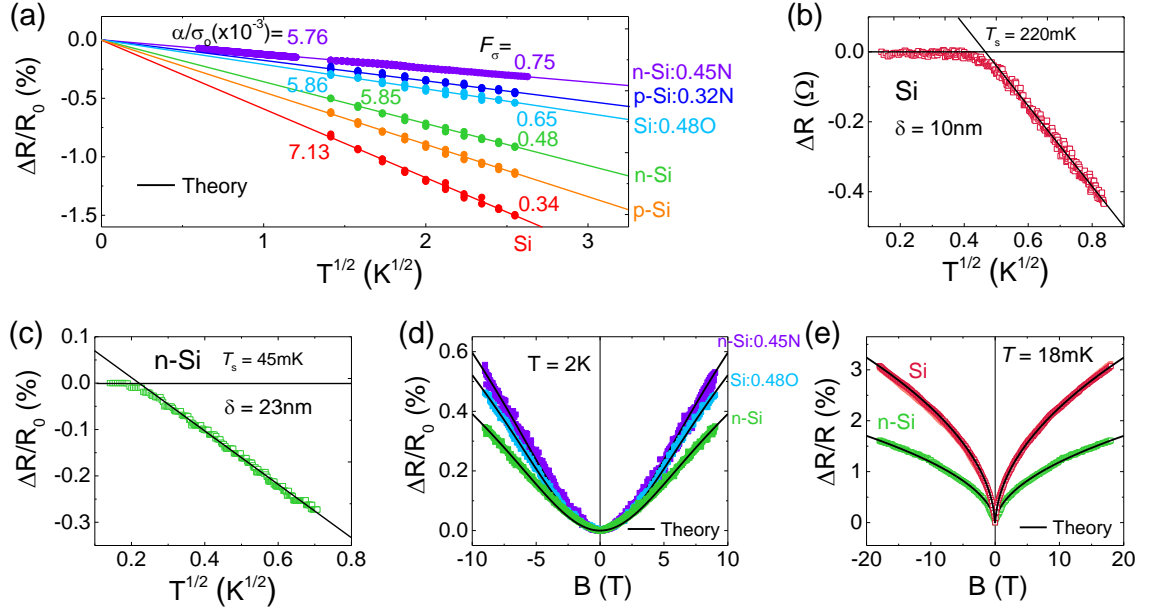 (a)
α/σ₀(x10⁻³)= 5.76
F_σ=
0.75
n-Si:0.45N
p-Si:0.32N
Si:0.48O
5.86
5.85
0.65
0.48
n-Si
7.13
p-Si
0.34
Si
Theory
0.0
-0.5
-1.0
-1.5
ΔR/R₀ (%)
0 1 2 3
T^1/2 (K^1/2)
(b)
T_s = 220mK
Si
δ = 10nm
0.0
-0.2
-0.4
ΔR (Ω)
0.2 0.4 0.6 0.8
T^1/2 (K^1/2)
(c)
n-Si T_s = 45mK
δ = 23nm
0.1
0.0
-0.1
-0.2
-0.3
ΔR/R₀ (%)
0.2 0.4 0.6 0.8
T^1/2 (K^1/2)
(d)
T = 2K
n-Si:0.45N
Si:0.48O
n-Si
Theory
0.6
0.4
0.2
0.0
ΔR/R₀ (%)
-10 -5 0 5 10
B (T)
(e)
T = 18mK
Si
n-Si
Theory
3
2
1
0
ΔR/R (%)
-20 -10 0 10 20
B (T)